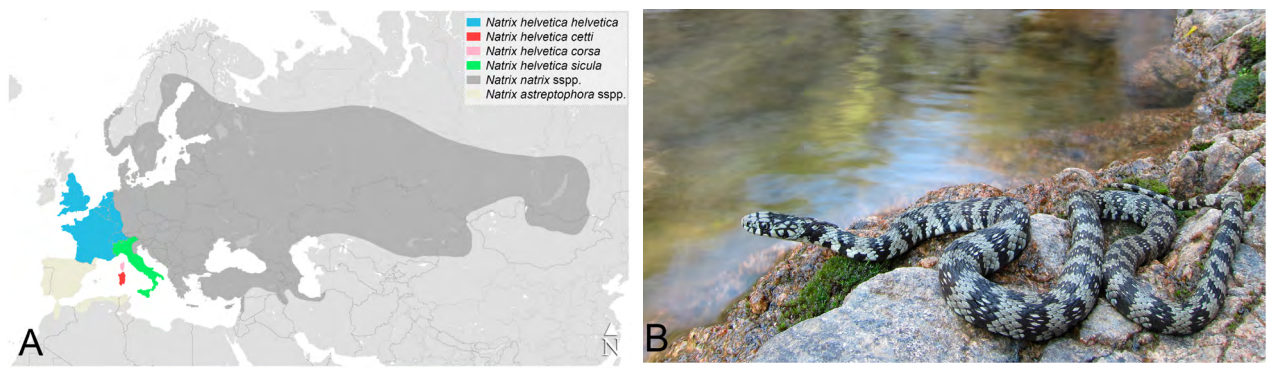 Natrix helvetica helvetica
Natrix helvetica cetti
Natrix helvetica corsa
Natrix helvetica sicula
Natrix natrix sspp.
Natrix astreptophora sspp.
A
N
B